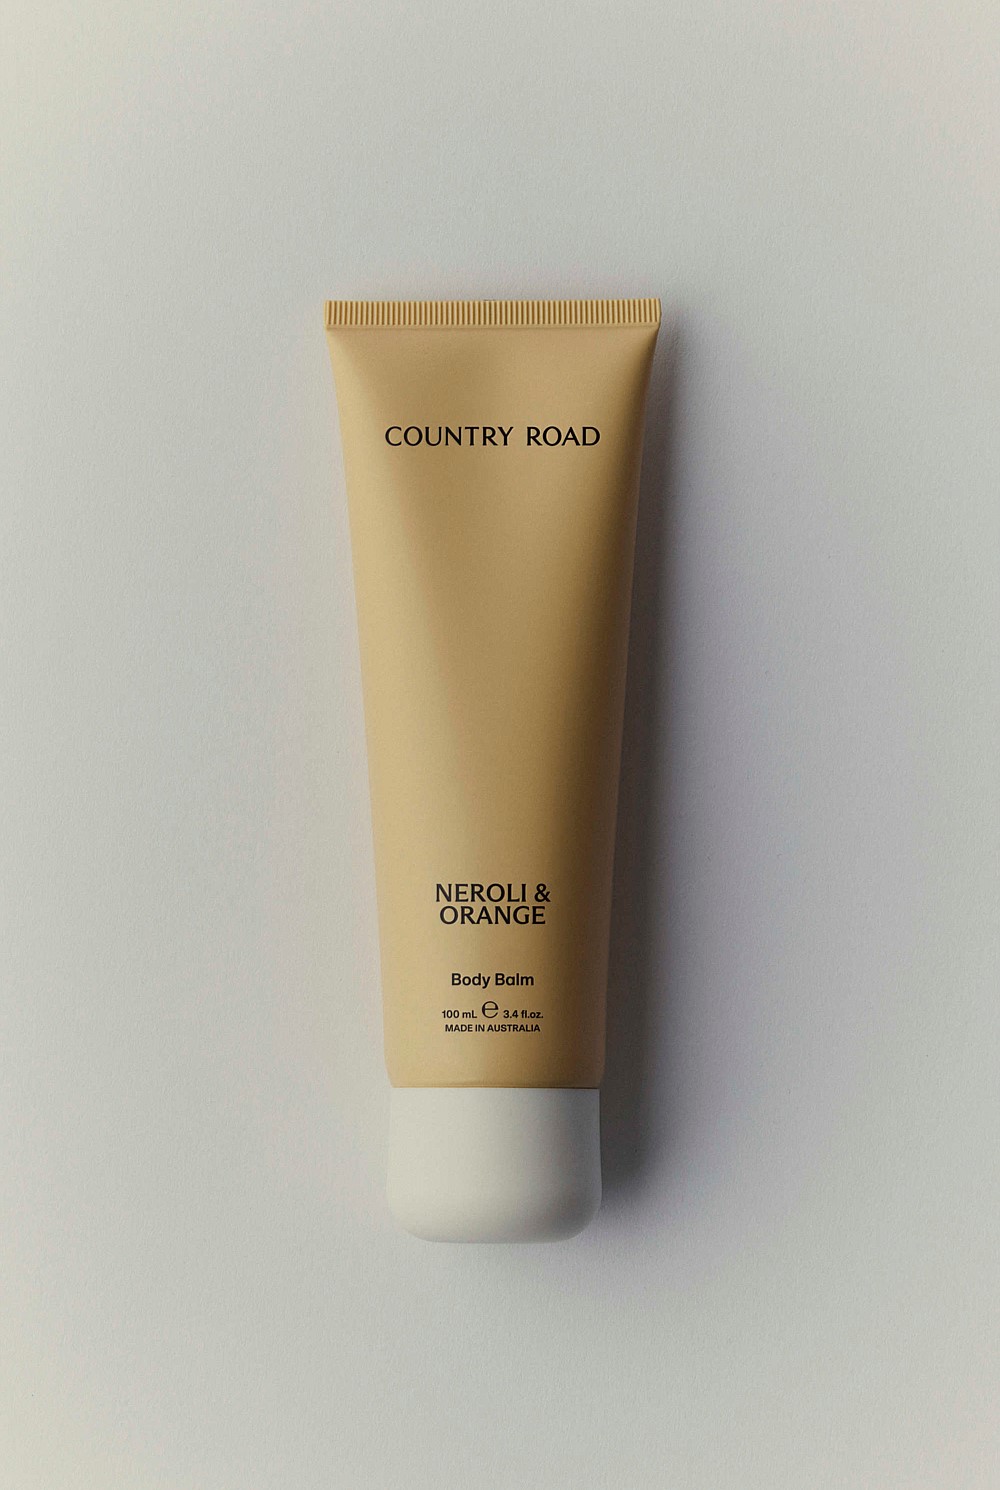 COUNTRY ROAD
NEROLI &
ORANGE
Body Balm
100 mL ℮ 3.4 fl.oz.
MADE IN AUSTRALIA